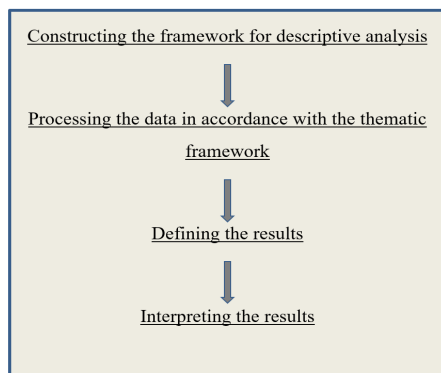 Constructing the framework for descriptive analysis
Processing the data in accordance with the thematic
framework
Defining the results
Interpreting the results